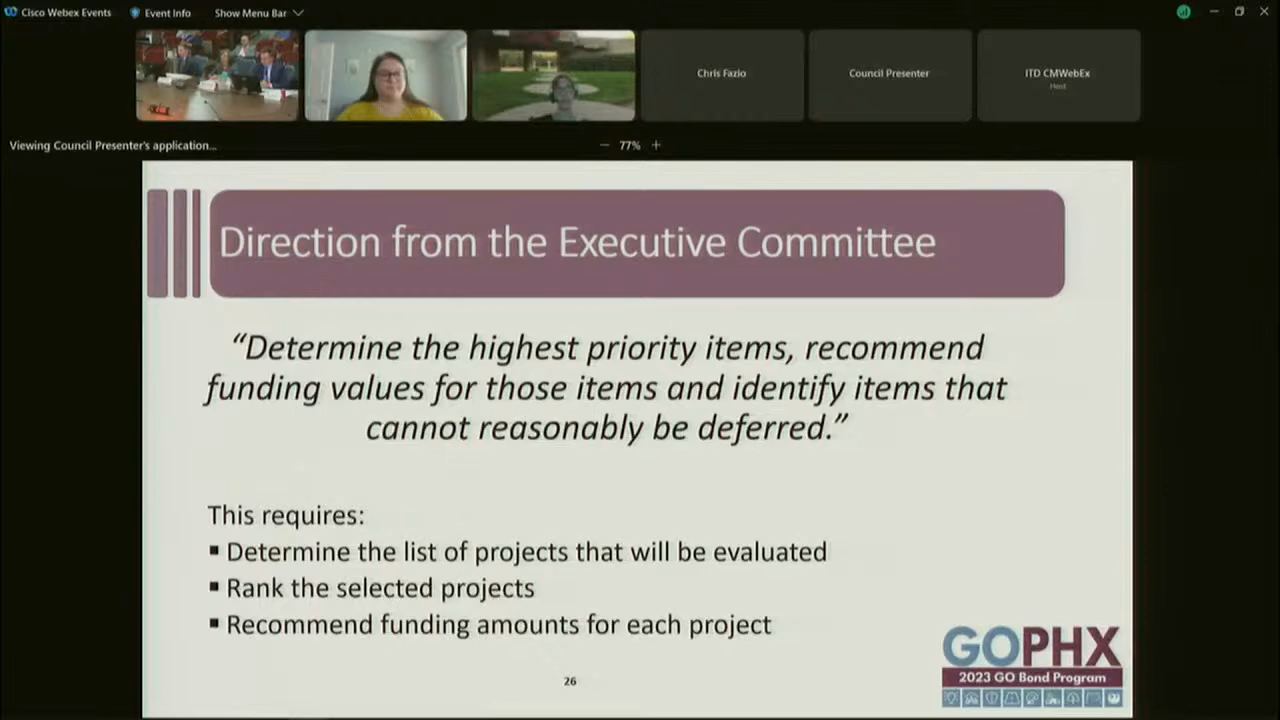 Cisco Webex Events
Event Info
Show Menu Bar
Chris Fazio
Council Presenter
ITD CMWebEx
Host
Viewing Council Presenter's application...
77%
Direction from the Executive Committee
“Determine the highest priority items, recommend
funding values for those items and identify items that
cannot reasonably be deferred.”
This requires:
▪ Determine the list of projects that will be evaluated
▪ Rank the selected projects
▪ Recommend funding amounts for each project
26
GOPHX
2023 GO Bond Program